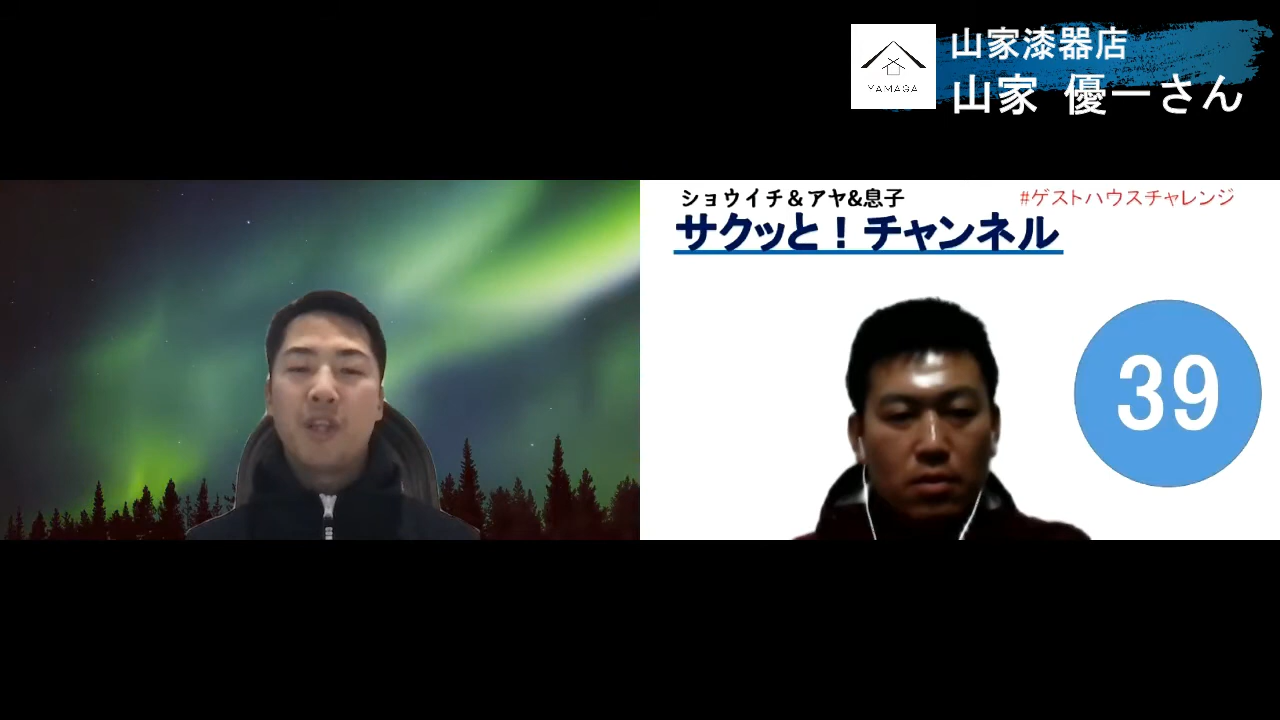 山家漆器店
YAMAGA
山家 優一さん
ショウイチ&アヤ&息子
#ゲストハウスチャレンジ
サクッと!チャンネル
39